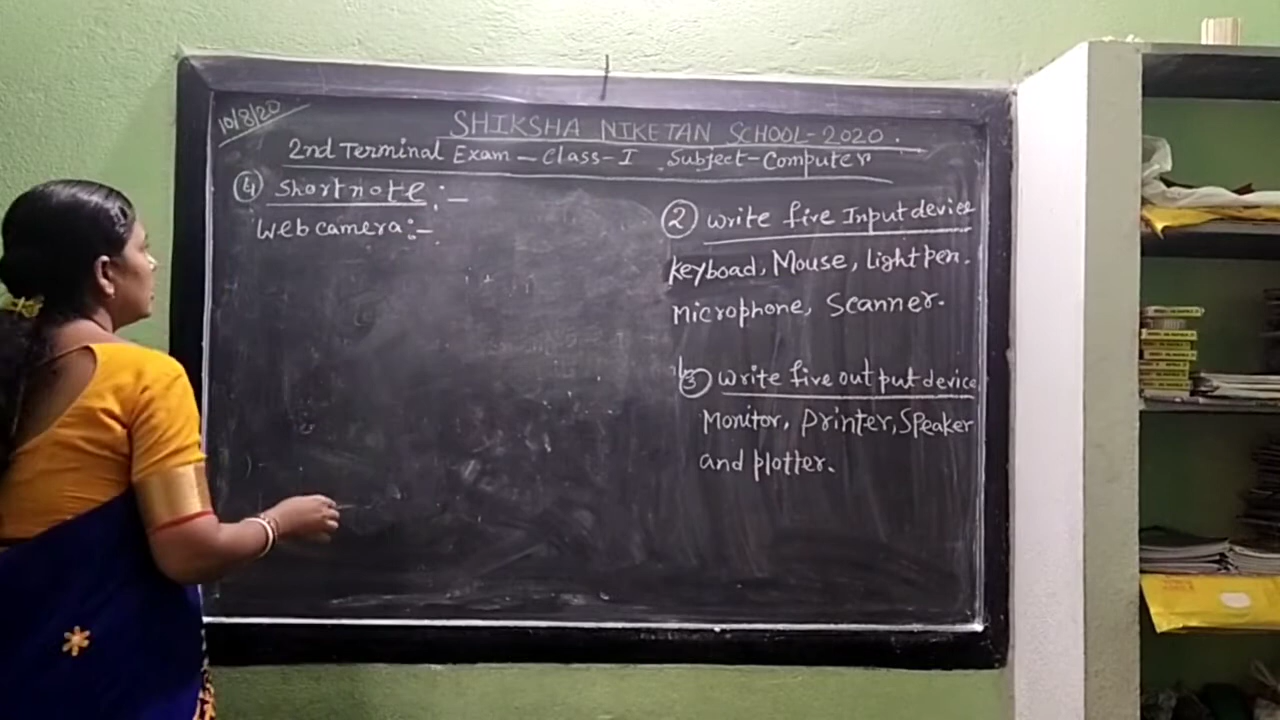 10/8/20
SHIKSHA NIKETAN SCHOOL-2020.
2nd Terminal Exam - Class-I Subject-Computer
④ Short note :-
Web camera:-
② Write five Input device
Keyboad, Mouse, Light pen.
Microphone, Scanner.
③ Write five out put device
Monitor, Printer, Speaker
and plotter.